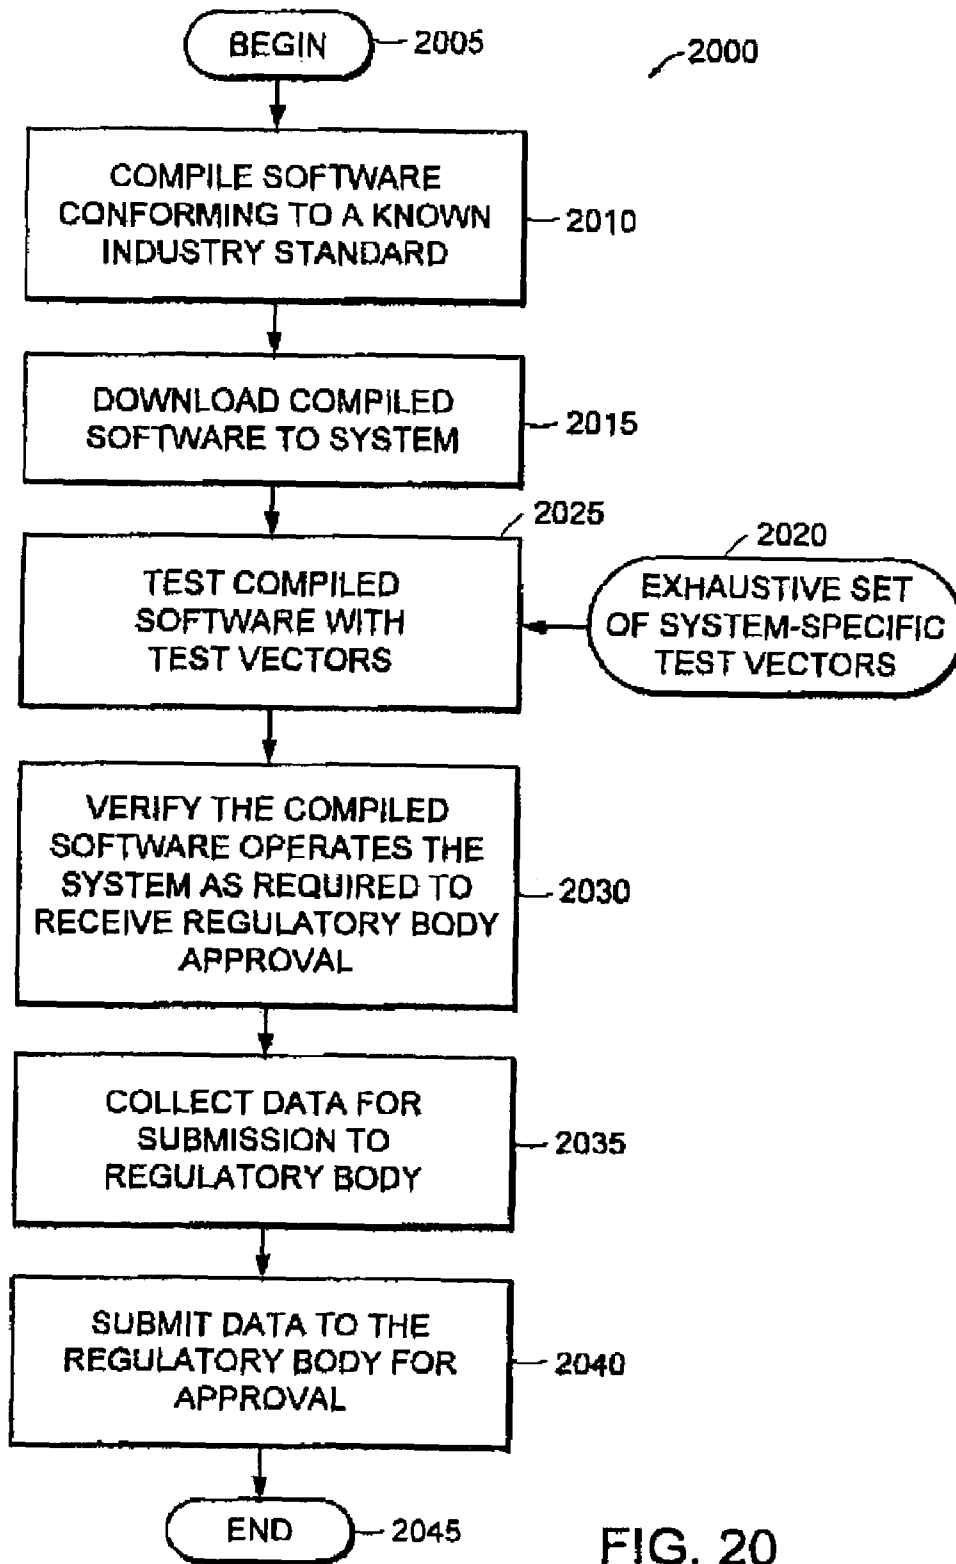 BEGIN
2005
2000
COMPILE SOFTWARE
CONFORMING TO A KNOWN
INDUSTRY STANDARD
2010
DOWNLOAD COMPILED
SOFTWARE TO SYSTEM
2015
2025
TEST COMPILED
SOFTWARE WITH
TEST VECTORS
2020
EXHAUSTIVE SET
OF SYSTEM-SPECIFIC
TEST VECTORS
VERIFY THE COMPILED
SOFTWARE OPERATES THE
SYSTEM AS REQUIRED TO
RECEIVE REGULATORY BODY
APPROVAL
2030
COLLECT DATA FOR
SUBMISSION TO
REGULATORY BODY
2035
SUBMIT DATA TO THE
REGULATORY BODY FOR
APPROVAL
2040
END
2045
FIG. 20